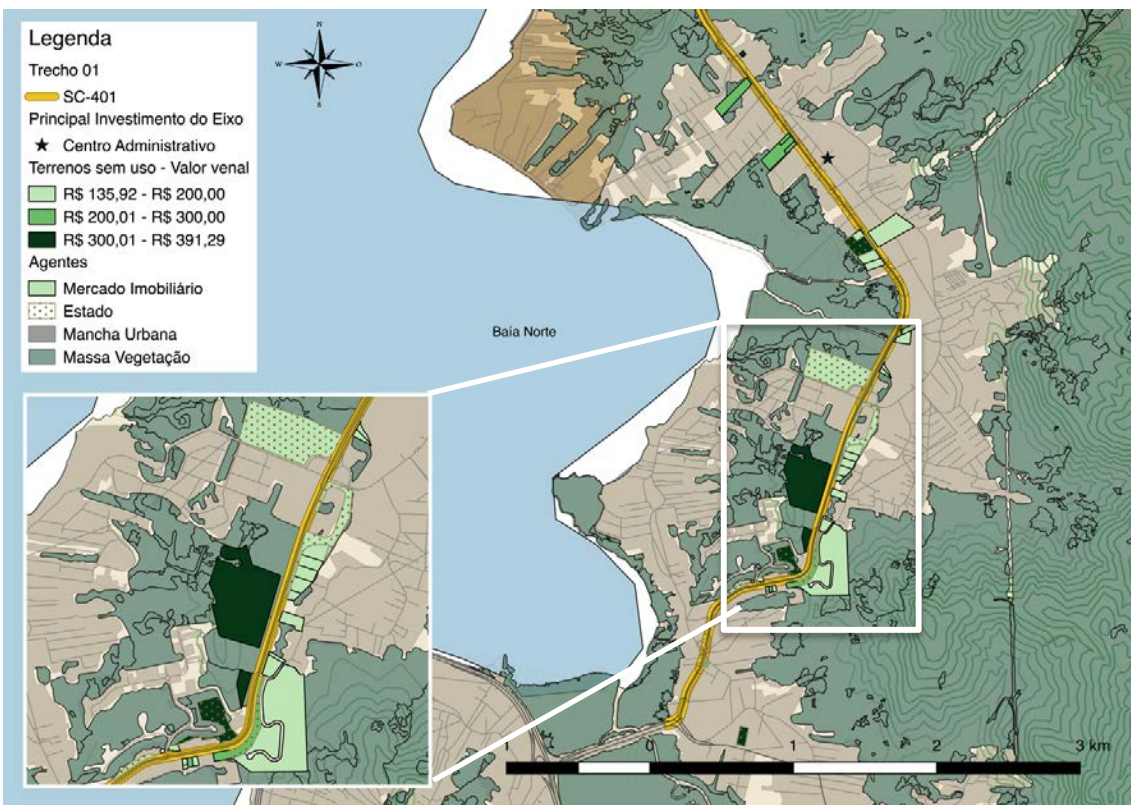 Legenda
Trecho 01
SC-401
Principal Investimento do Eixo
Centro Administrativo
Terrenos sem uso - Valor venal
R$ 135,92 - R$ 200,00
R$ 200,01 - R$ 300,00
R$ 300,01 - R$ 391,29
Agentes
Mercado Imobiliário
Estado
Mancha Urbana
Massa Vegetação
N
W
O
S
Baía Norte
1 0 1 2 3 km